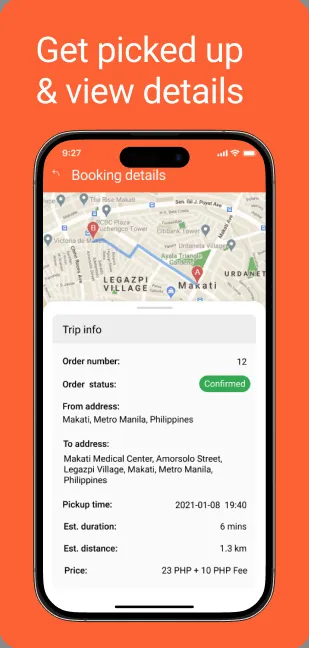 Get picked up
& view details
9:27
Booking details
The Rise Makati
Sen. Gil J. Puyat Ave
RCBC Plaza
Yuchengco Tower
Citibank Tower
Makati Ave
B
Victoria de Makati
Urdaneta Village
Ayala Triangle
Gardens
A
LEGAZPI
VILLAGE
Makati
URDANET
Trip info
Order number: 12
Order status: Confirmed
From address:
Makati, Metro Manila, Philippines
To address:
Makati Medical Center, Amorsolo Street,
Legazpi Village, Makati, Metro Manila,
Philippines
Pickup time: 2021-01-08 19:40
Est. duration: 6 mins
Est. distance: 1.3 km
Price: 23 PHP + 10 PHP Fee